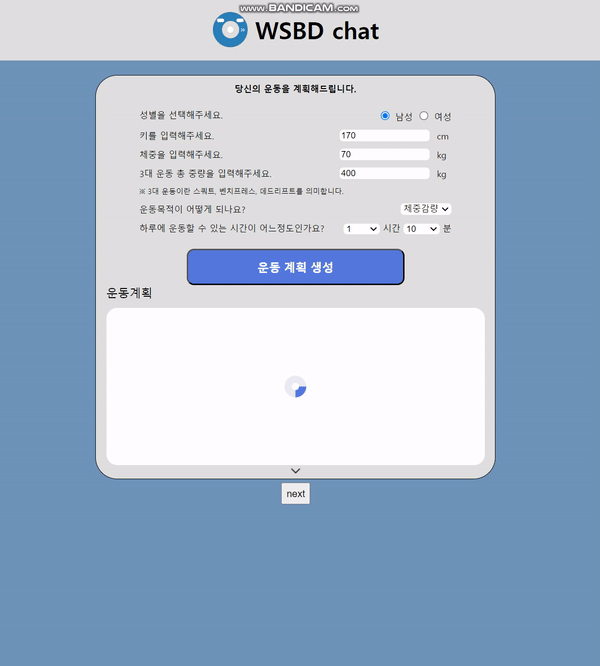 www.BANDICAM.com
WSBD chat
당신의 운동을 계획해드립니다.
성별을 선택해주세요. 남성 여성
키를 입력해주세요. 170 cm
체중을 입력해주세요. 70 kg
3대 운동 총 중량을 입력해주세요. 400 kg
※ 3대 운동이란 스쿼트, 벤치프레스, 데드리프트를 의미합니다.
운동목적이 어떻게 되나요? 체중감량
하루에 운동할 수 있는 시간이 어느정도인가요? 1 시간 10 분
운동 계획 생성
운동계획
next